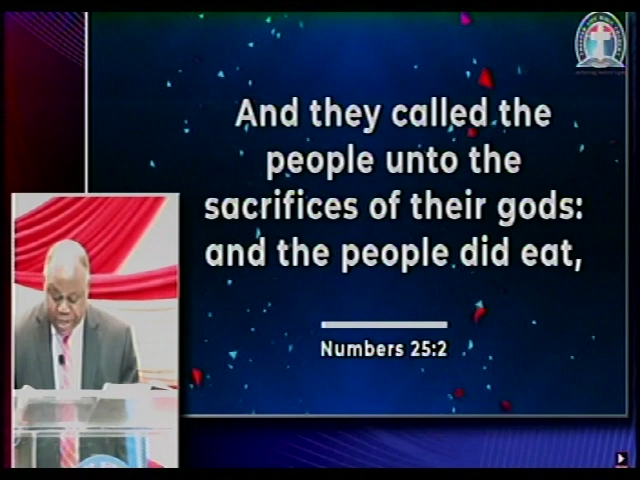 And they called the
people unto the
sacrifices of their gods:
and the people did eat,
Numbers 25:2